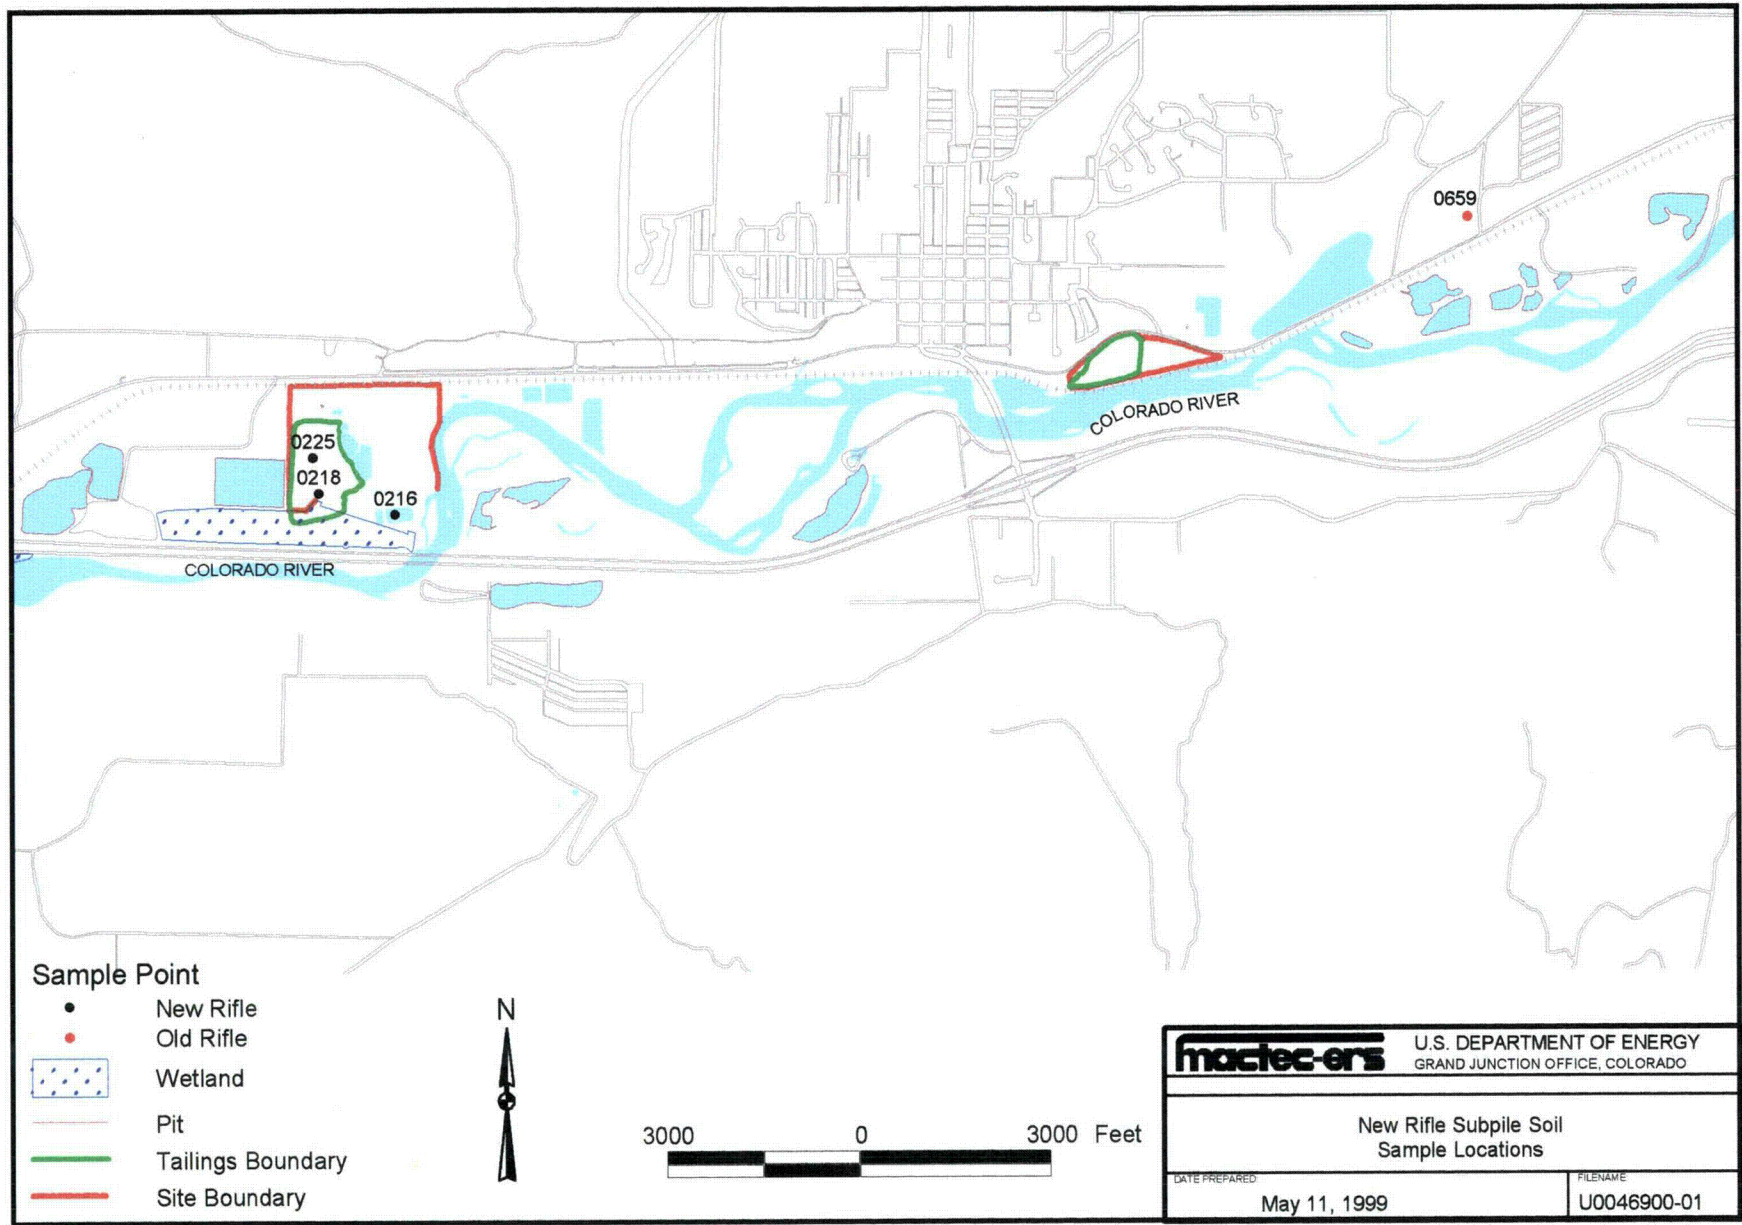 0659
0225
0218
0216
COLORADO RIVER
COLORADO RIVER
Sample Point
New Rifle
Old Rifle
Wetland
Pit
Tailings Boundary
Site Boundary
N
3000 0 3000 Feet
mactec-ers
U.S. DEPARTMENT OF ENERGY
GRAND JUNCTION OFFICE, COLORADO
New Rifle Subpile Soil
Sample Locations
DATE PREPARED:
May 11, 1999
FILENAME
U0046900-01